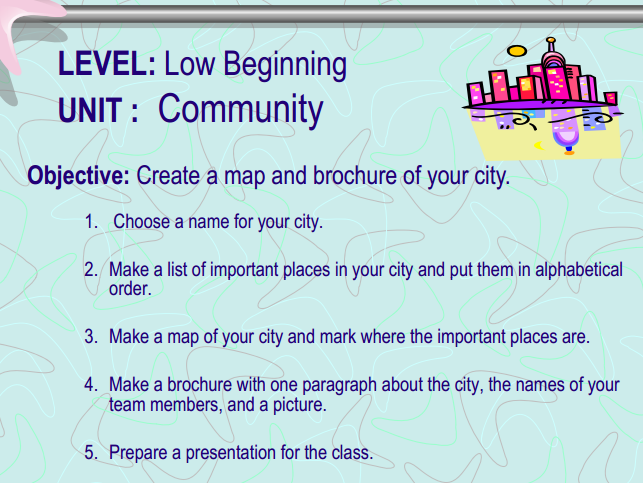 LEVEL: Low Beginning
UNIT : Community
Objective: Create a map and brochure of your city.
1. Choose a name for your city.
2. Make a list of important places in your city and put them in alphabetical
order.
3. Make a map of your city and mark where the important places are.
4. Make a brochure with one paragraph about the city, the names of your
team members, and a picture.
5. Prepare a presentation for the class.